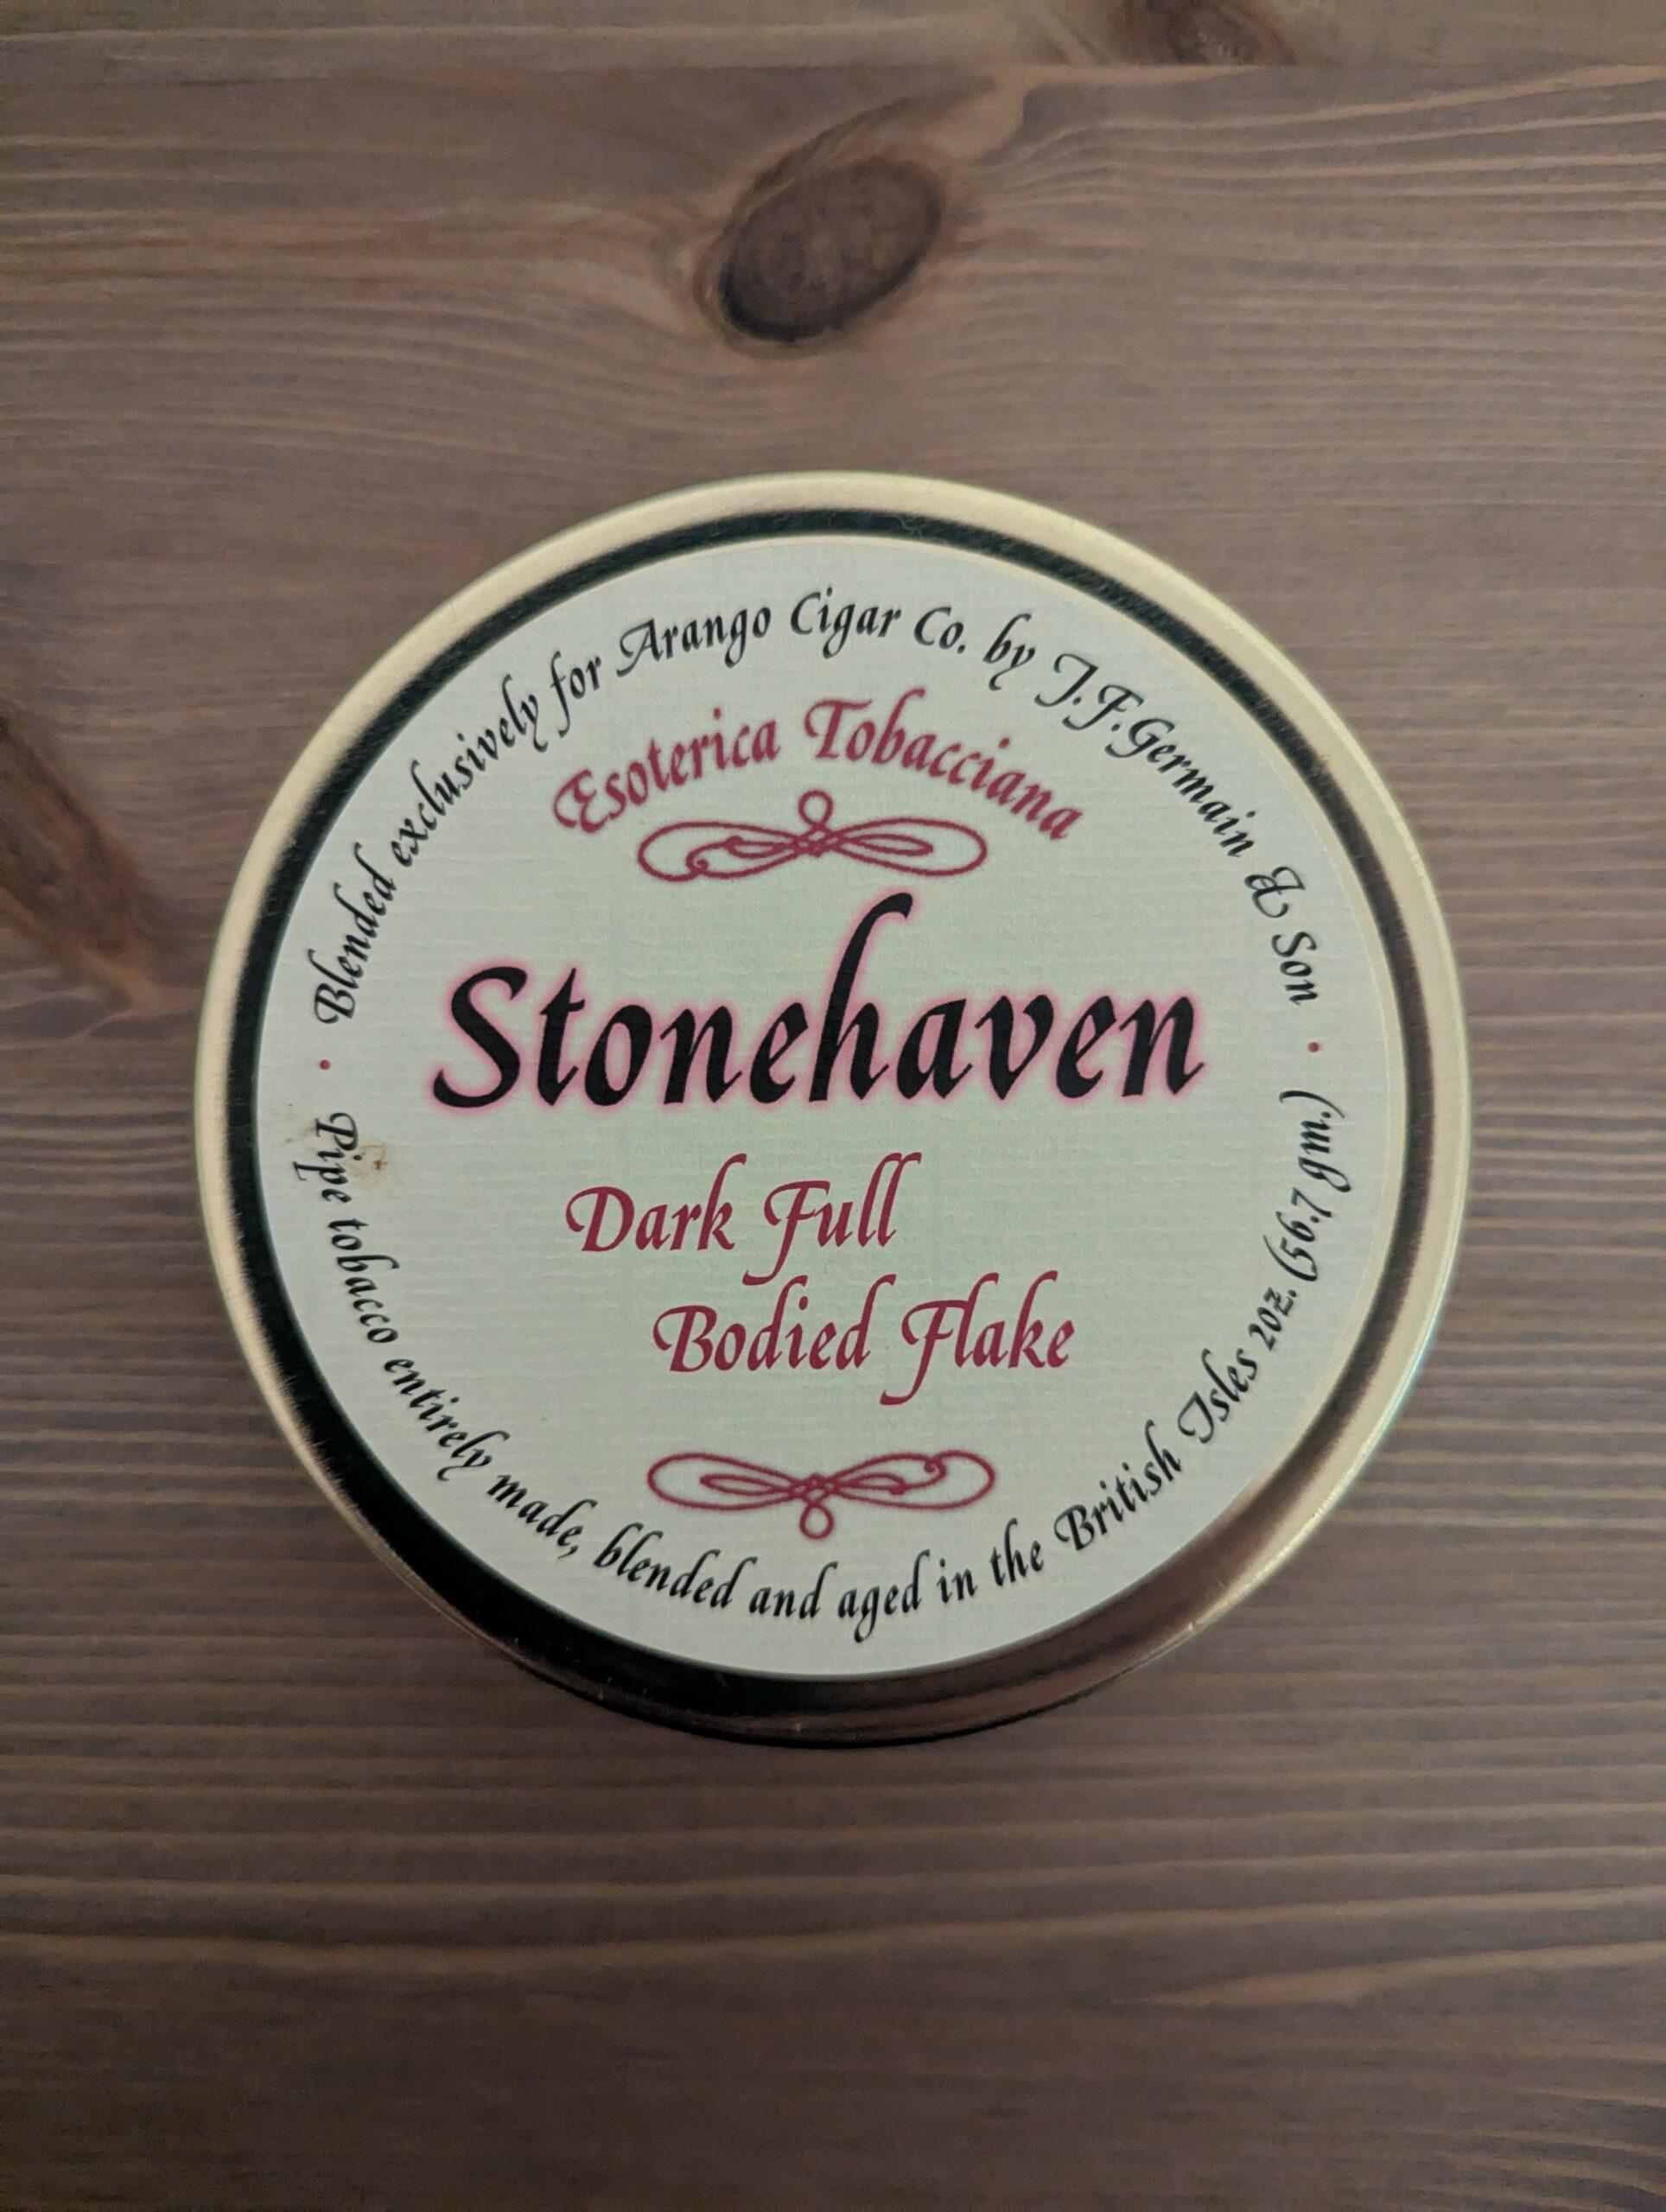 Blended exclusively for Arango Cigar Co. by J.F.Germain & Son
Esoterica Tobacciana
Stonehaven
Dark Full
Bodied Flake
Pipe tobacco entirely made, blended and aged in the British Isles 2oz. (56.7 gm.)